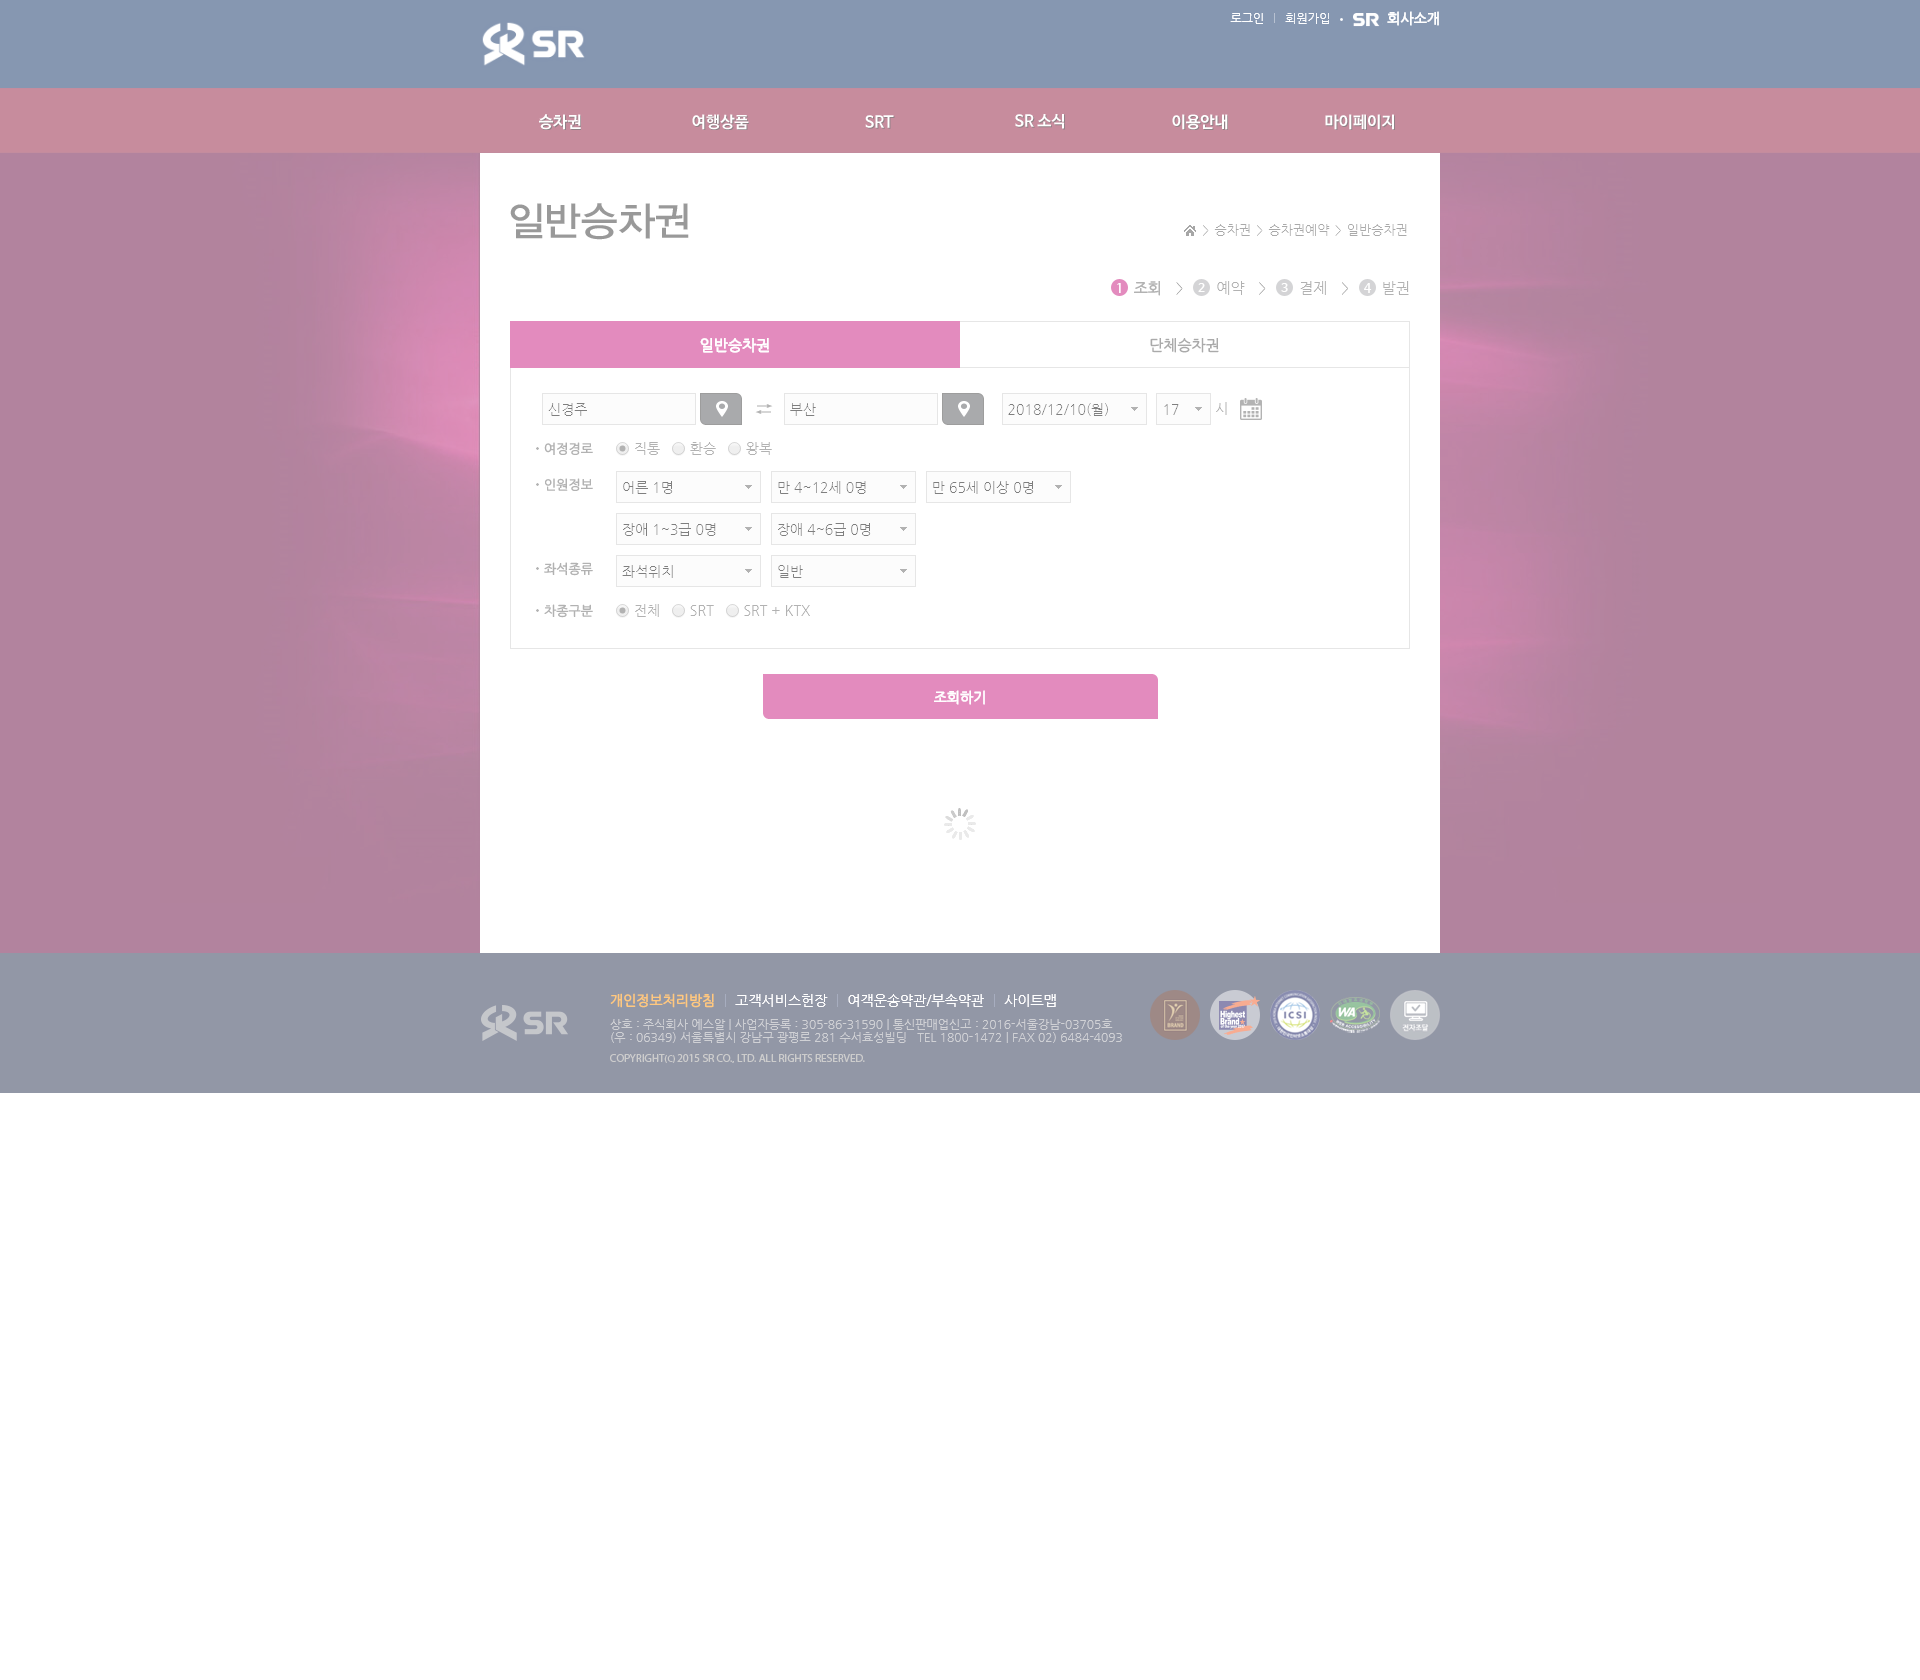 SR
로그인 회원가입 SR 회사소개
승차권 여행상품 SRT SR 소식 이용안내 마이페이지
일반승차권
> 승차권 > 승차권예약 > 일반승차권
1 조회 > 2 예약 > 3 결제 > 4 발권
일반승차권 단체승차권
신경주 부산 2018/12/10(월) 17 시
여정경로 직통 환승 왕복
인원정보 어른 1명 만 4~12세 0명 만 65세 이상 0명
장애 1~3급 0명 장애 4~6급 0명
좌석종류 좌석위치 일반
차종구분 전체 SRT SRT + KTX
조회하기
SR
개인정보처리방침 고객서비스헌장 여객운송약관/부속약관 사이트맵
상호 : 주식회사 에스알 | 사업자등록 : 305-86-31590 | 통신판매업신고 : 2016-서울강남-03705호
(우 : 06349) 서울특별시 강남구 광평로 281 수서효성빌딩 TEL 1800-1472 | FAX 02) 6484-4093
COPYRIGHT(C) 2015 SR CO., LTD. ALL RIGHTS RESERVED.
BRAND
Highest Brand
ICSI
WA
전자조달